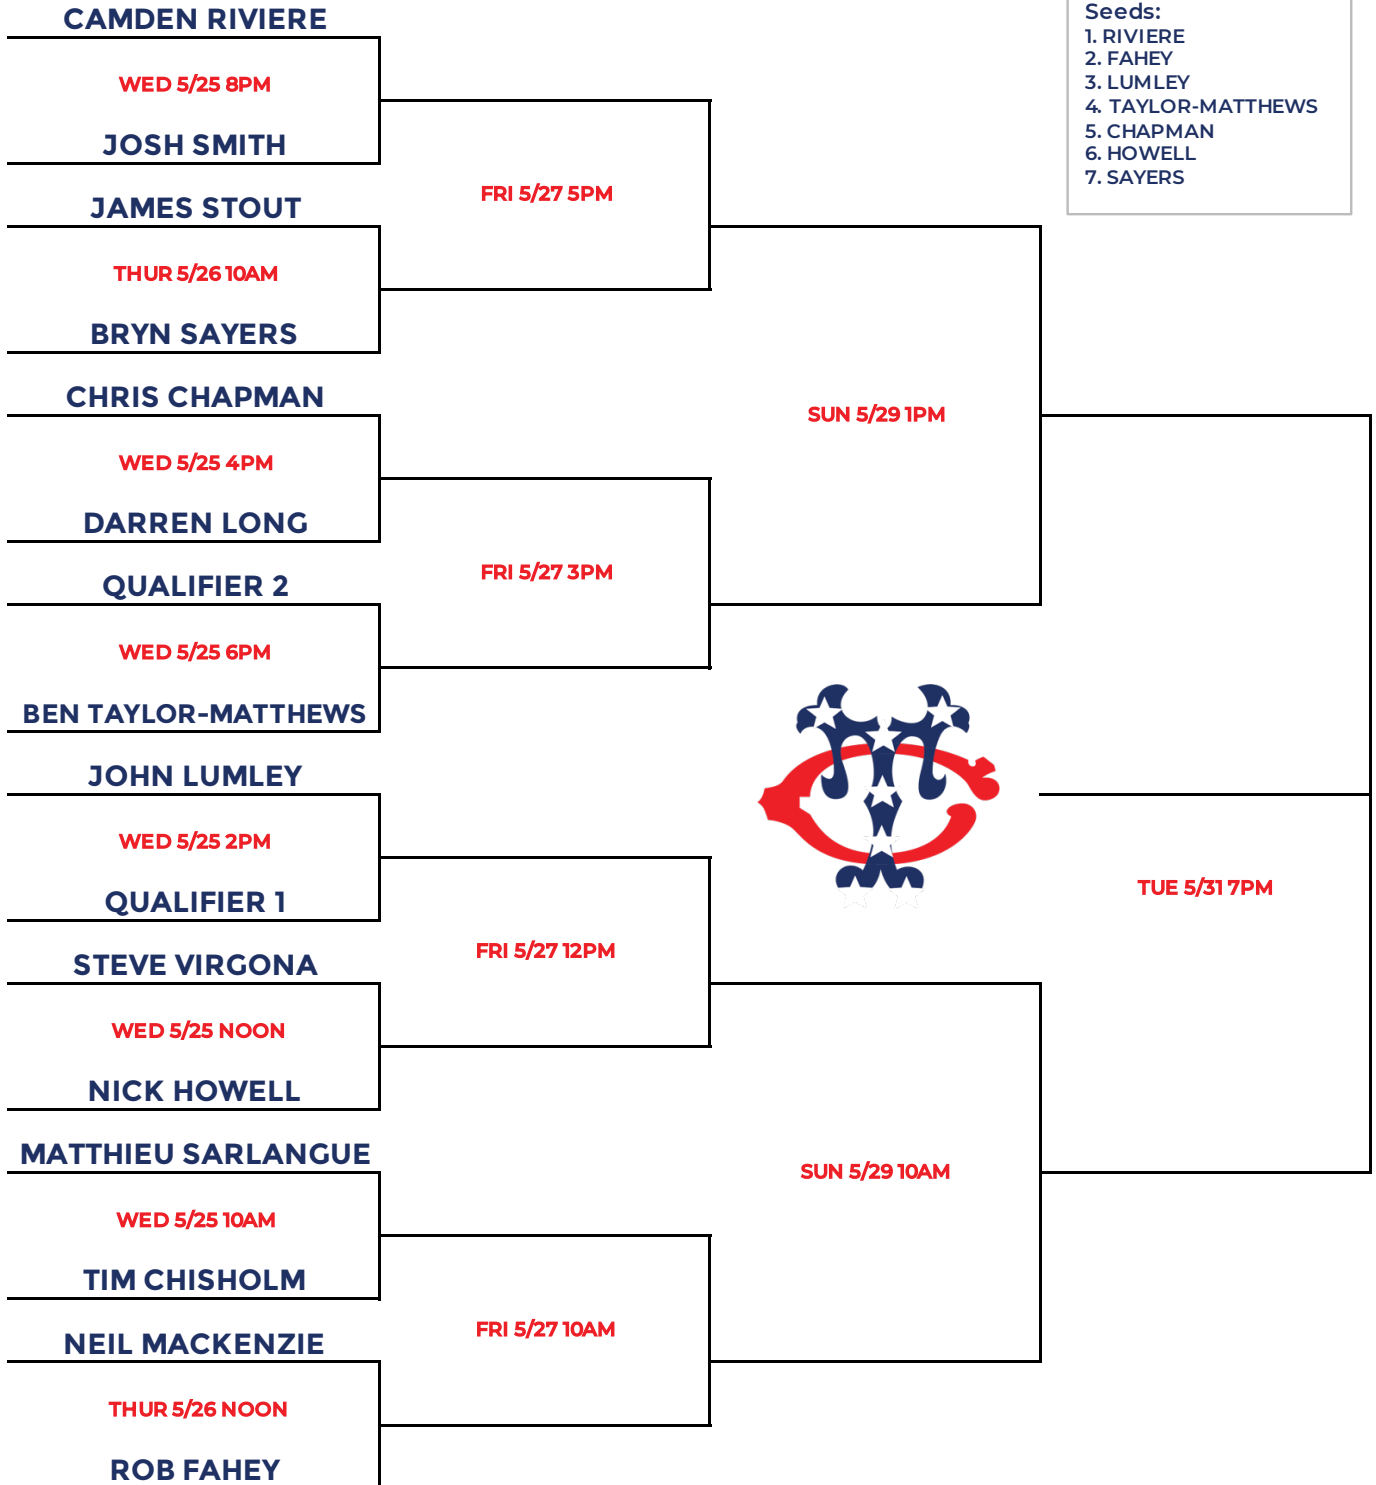 CAMDEN RIVIERE
WED 5/25 8PM
JOSH SMITH
JAMES STOUT
THUR 5/26 10AM
BRYN SAYERS
CHRIS CHAPMAN
WED 5/25 4PM
DARREN LONG
QUALIFIER 2
WED 5/25 6PM
BEN TAYLOR-MATTHEWS
JOHN LUMLEY
WED 5/25 2PM
QUALIFIER 1
STEVE VIRGONA
WED 5/25 NOON
NICK HOWELL
MATTHIEU SARLANGUE
WED 5/25 10AM
TIM CHISHOLM
NEIL MACKENZIE
THUR 5/26 NOON
ROB FAHEY
FRI 5/27 5PM
FRI 5/27 3PM
FRI 5/27 12PM
FRI 5/27 10AM
SUN 5/29 1PM
SUN 5/29 10AM
TUE 5/31 7PM
Seeds:
1. RIVIERE
2. FAHEY
3. LUMLEY
4. TAYLOR-MATTHEWS
5. CHAPMAN
6. HOWELL
7. SAYERS